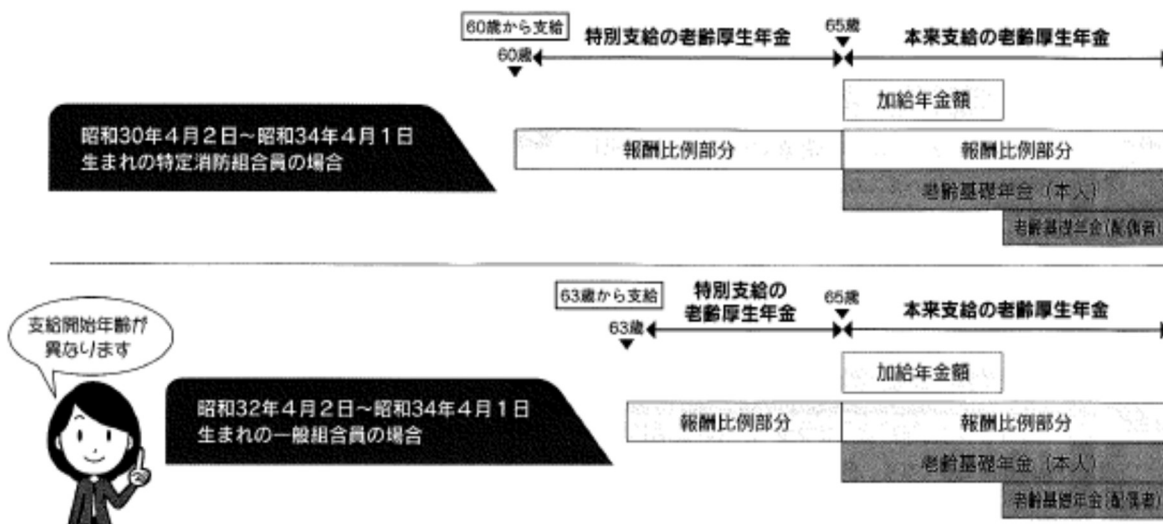 60歳から支給
特別支給の老齢厚生年金
65歳
本来支給の老齢厚生年金
60歳
加給年金額
昭和30年4月2日～昭和34年4月1日
生まれの特定消防組合員の場合
報酬比例部分
報酬比例部分
老齢基礎年金（本人）
老齢基礎年金(配偶者)
63歳から支給
特別支給の
老齢厚生年金
65歳
本来支給の老齢厚生年金
63歳
支給開始年齢が
異なります
加給年金額
昭和32年4月2日～昭和34年4月1日
生まれの一般組合員の場合
報酬比例部分
報酬比例部分
老齢基礎年金（本人）
老齢基礎年金(配偶者)